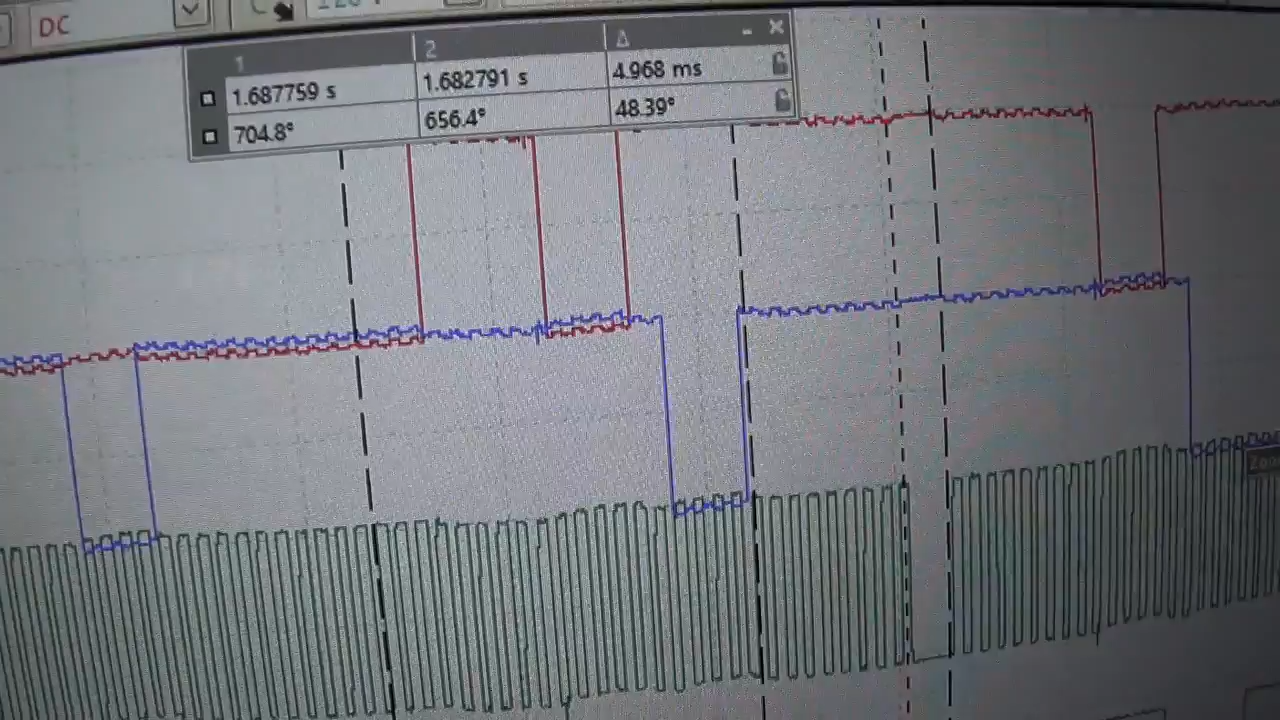 DC
1 2 Δ
1.687759 s 1.682791 s 4.968 ms
704.8° 656.4° 48.39°